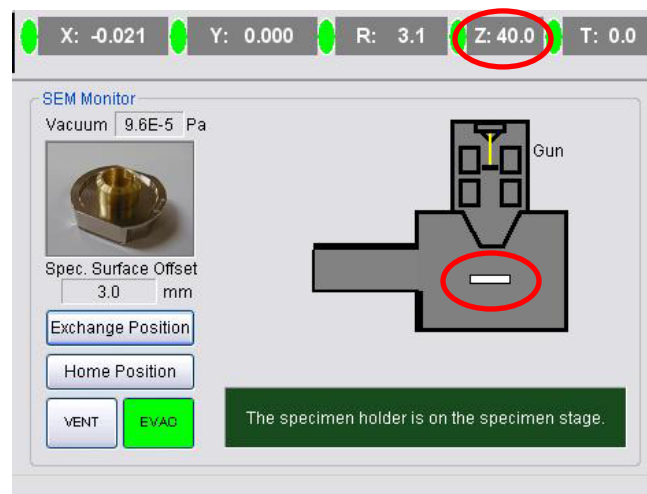 X: -0.021 Y: 0.000 R: 3.1 Z: 40.0 T: 0.0
SEM Monitor
Vacuum 9.6E-5 Pa
Gun
Spec. Surface Offset
3.0 mm
Exchange Position
Home Position
VENT EVAC
The specimen holder is on the specimen stage.